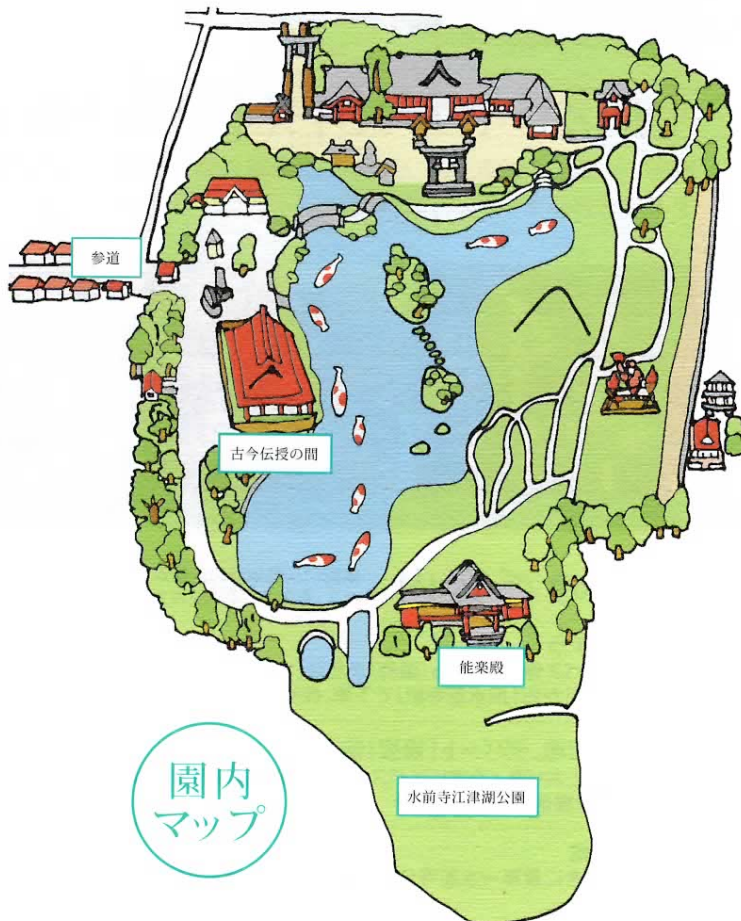 参道
古今伝授の間
能楽殿
水前寺江津湖公園
園内
マップ